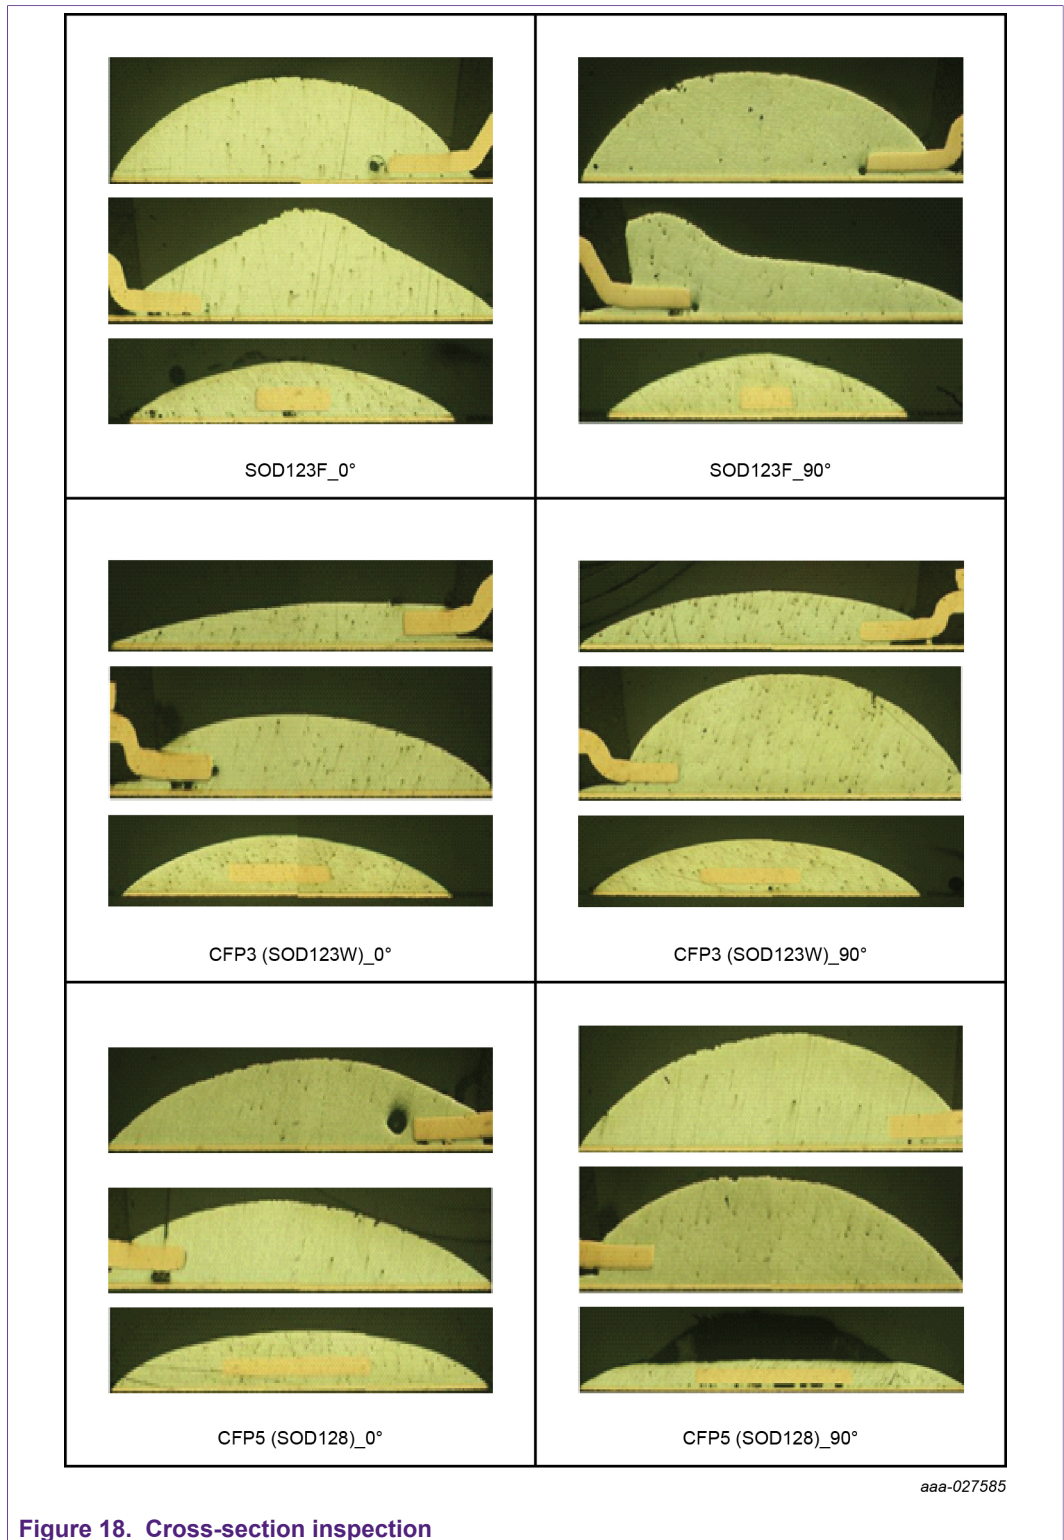 SOD123F_0°
SOD123F_90°
CFP3 (SOD123W)_0°
CFP3 (SOD123W)_90°
CFP5 (SOD128)_0°
CFP5 (SOD128)_90°
aaa-027585
Figure 18. Cross-section inspection